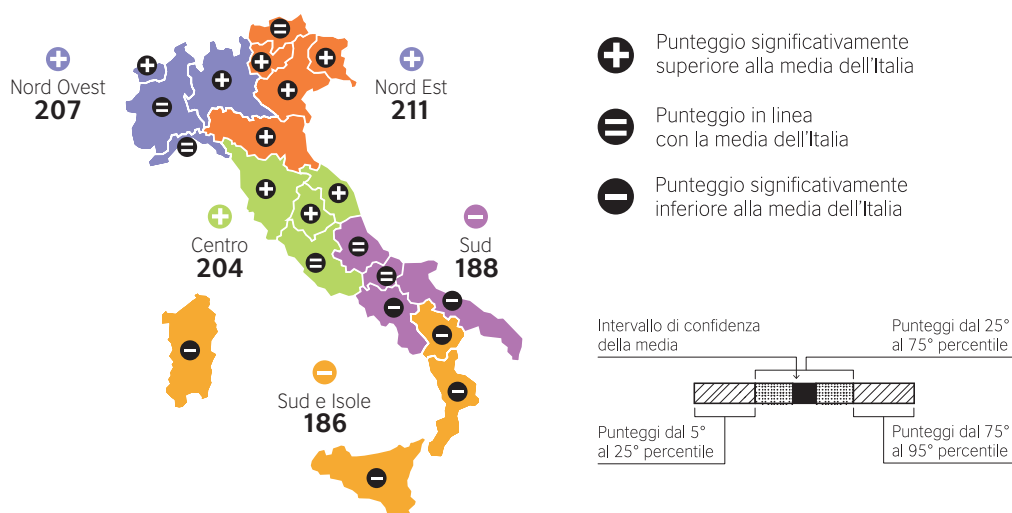 Nord Ovest
207
Nord Est
211
Centro
204
Sud
188
Sud e Isole
186
Punteggio significativamente
superiore alla media dell'Italia
Punteggio in linea
con la media dell'Italia
Punteggio significativamente
inferiore alla media dell'Italia
Intervallo di confidenza
della media
Punteggi dal 25°
al 75° percentile
Punteggi dal 5°
al 25° percentile
Punteggi dal 75°
al 95° percentile